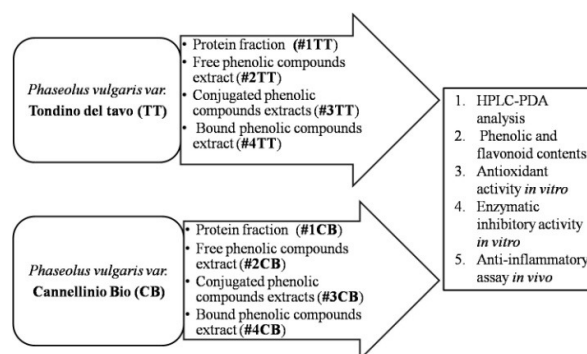 Phaseolus vulgaris var.
Tondino del tavo (TT)
• Protein fraction (#1TT)
• Free phenolic compounds
extract (#2TT)
• Conjugated phenolic
compounds extracts (#3TT)
• Bound phenolic compounds
extract (#4TT)
Phaseolus vulgaris var.
Cannellinio Bio (CB)
• Protein fraction (#1CB)
• Free phenolic compounds
extract (#2CB)
• Conjugated phenolic
compounds extracts (#3CB)
• Bound phenolic compounds
extract (#4CB)
1. HPLC-PDA
analysis
2. Phenolic and
flavonoid contents
3. Antioxidant
activity in vitro
4. Enzymatic
inhibitory activity
in vitro
5. Anti-inflammatory
assay in vivo